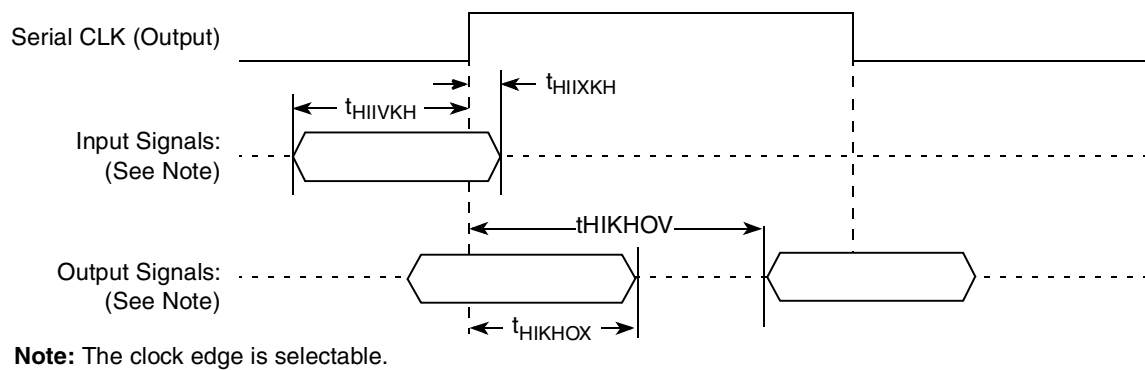 Serial CLK (Output)
tHIIXKH
tHIIVKH
Input Signals:
(See Note)
tHIKHOV
Output Signals:
(See Note)
tHIKHOX
Note: The clock edge is selectable.